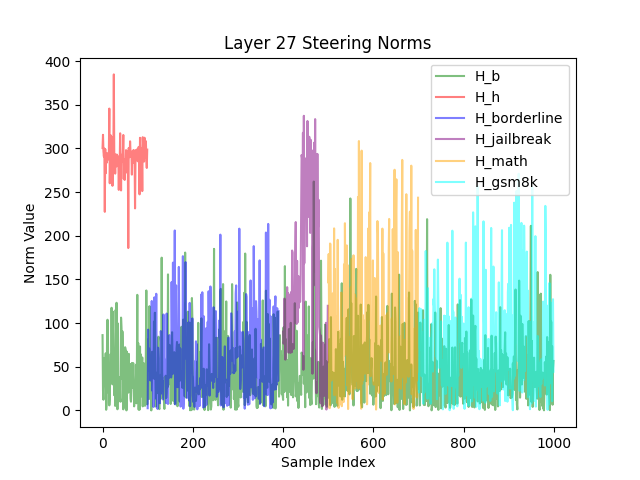 Layer 27 Steering Norms
400
350
300
250
200
150
100
50
0
Norm Value
0
200
400
600
800
1000
Sample Index
H_b
H_h
H_borderline
H_jailbreak
H_math
H_gsm8k